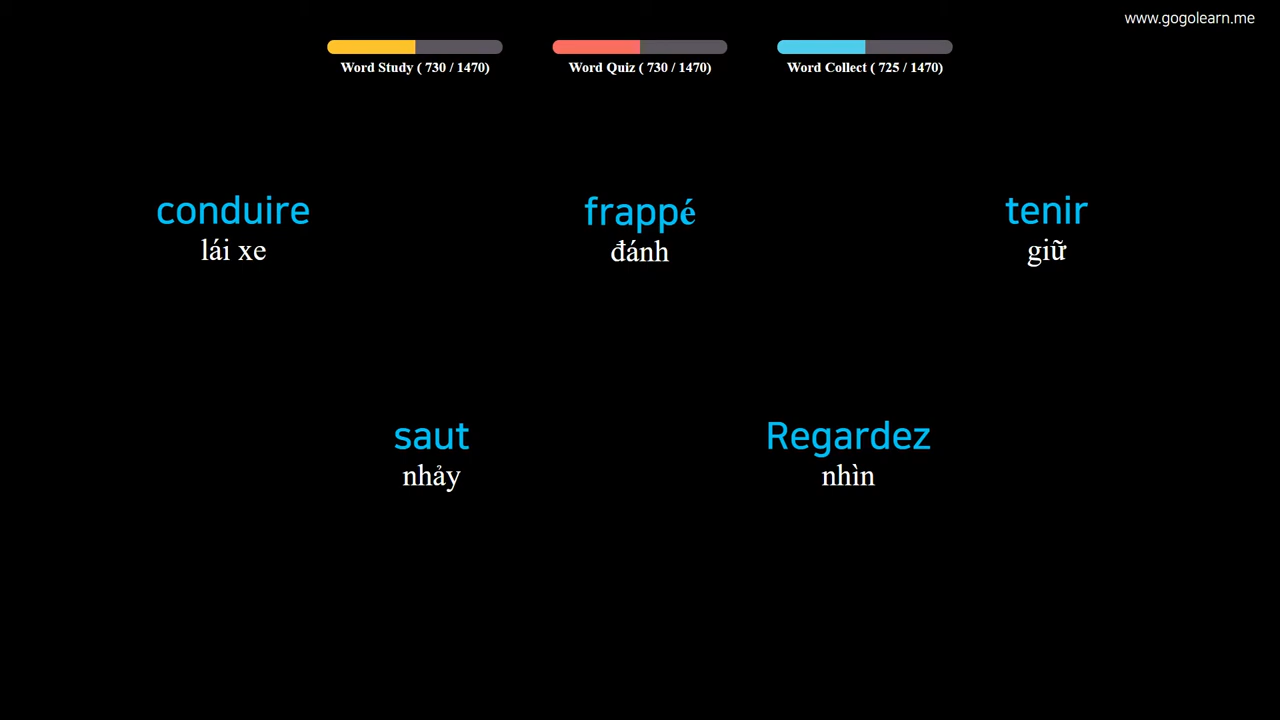 www.gogolearn.me
Word Study ( 730 / 1470)
Word Quiz ( 730 / 1470)
Word Collect ( 725 / 1470)
conduire
lái xe
frappé
đánh
tenir
giữ
saut
nhảy
Regardez
nhìn